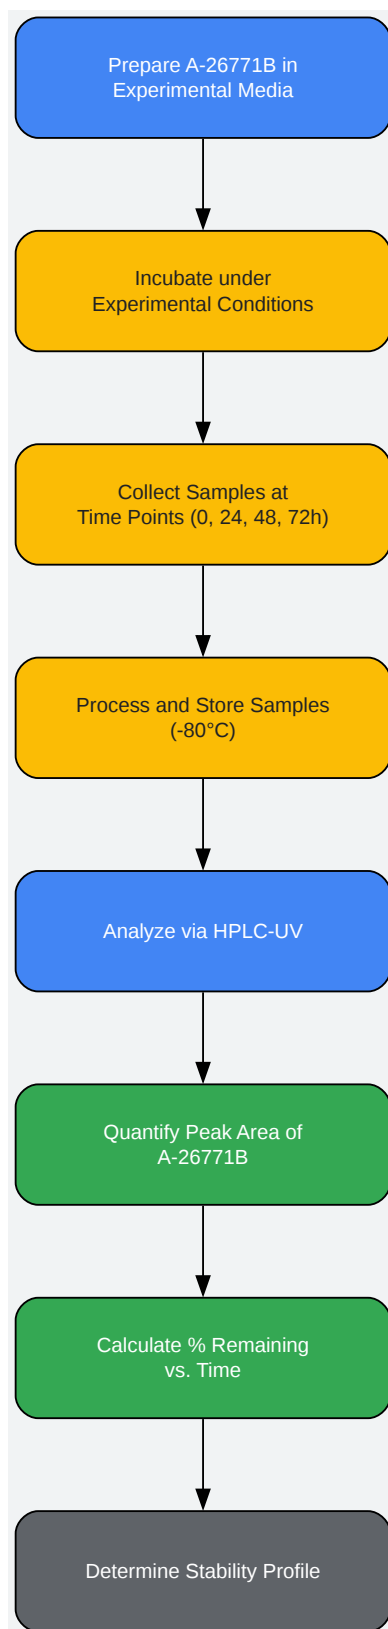 Prepare A-26771B in
Experimental Media
Incubate under
Experimental Conditions
Collect Samples at
Time Points (0, 24, 48, 72h)
Process and Store Samples
(-80°C)
Analyze via HPLC-UV
Quantify Peak Area of
A-26771B
Calculate % Remaining
vs. Time
Determine Stability Profile